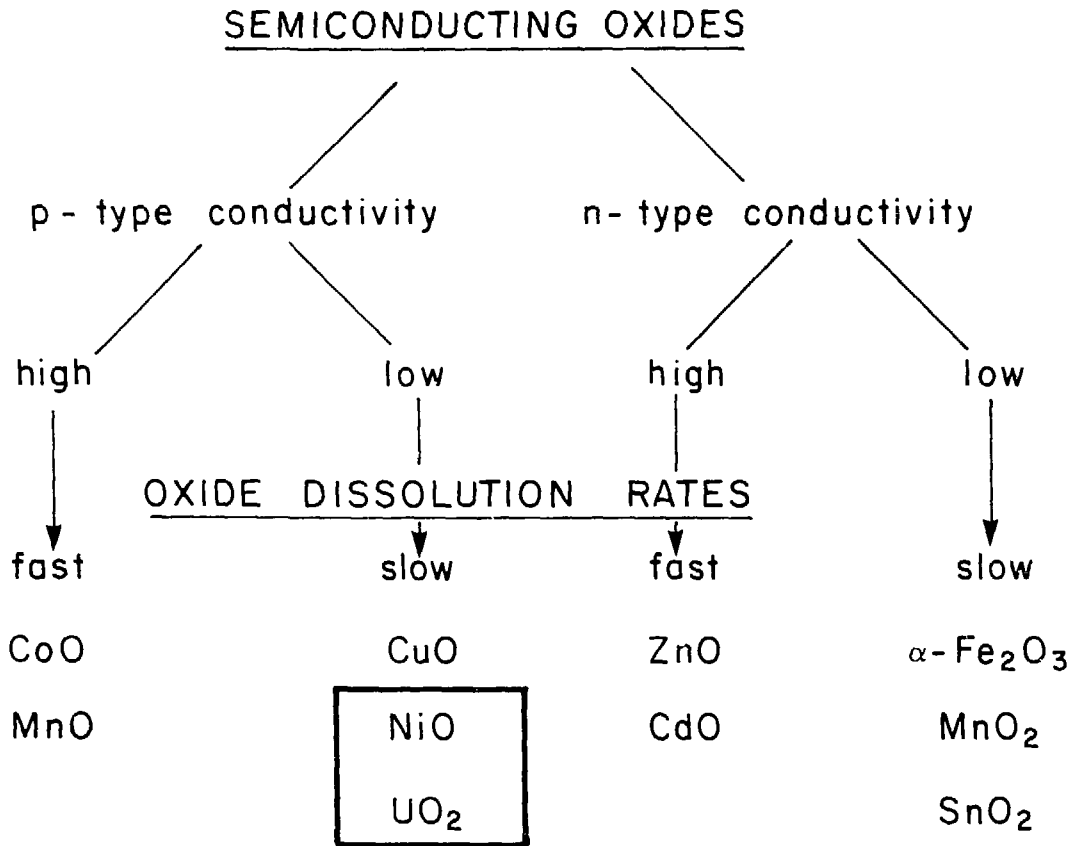 SEMICONDUCTING OXIDES
p - type conductivity n- type conductivity
high low high low
OXIDE DISSOLUTION RATES
fast slow fast slow
CoO CuO ZnO α-Fe₂O₃
MnO NiO CdO MnO₂
UO₂ SnO₂